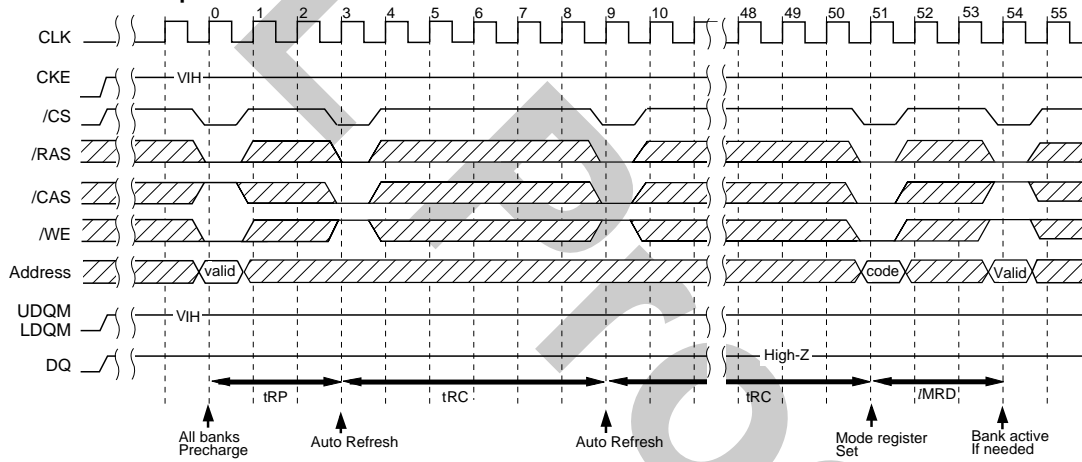 0 1 2 3 4 5 6 7 8 9 10 48 49 50 51 52 53 54 55
CLK
CKE VIH
/CS
/RAS
/CAS
/WE
Address valid code Valid
UDQM
LDQM
VIH
DQ High-Z
tRP tRC tRC lMRD
All banks
Precharge
Auto Refresh
Auto Refresh
Mode register
Set
Bank active
If needed